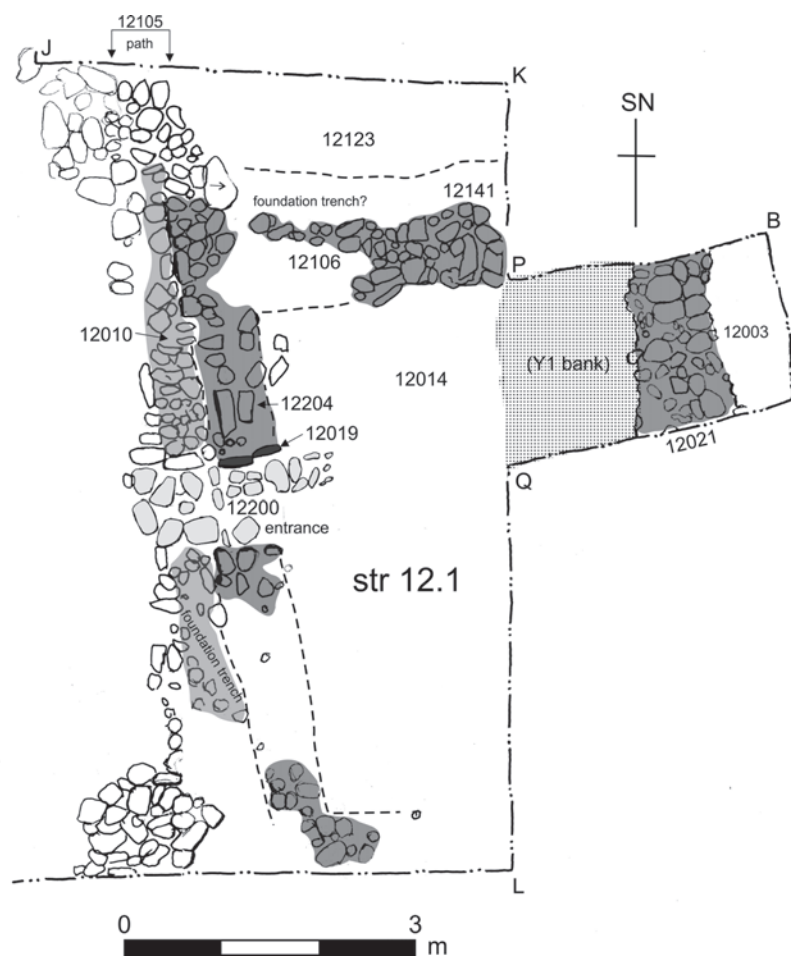 12105
path
J
K
SN
12123
foundation trench?
12141
B
12106
P
12010
12003
(Y1 bank)
12014
12204
12021
12019
Q
12200
entrance
str 12.1
foundation trench
L
0
3
m